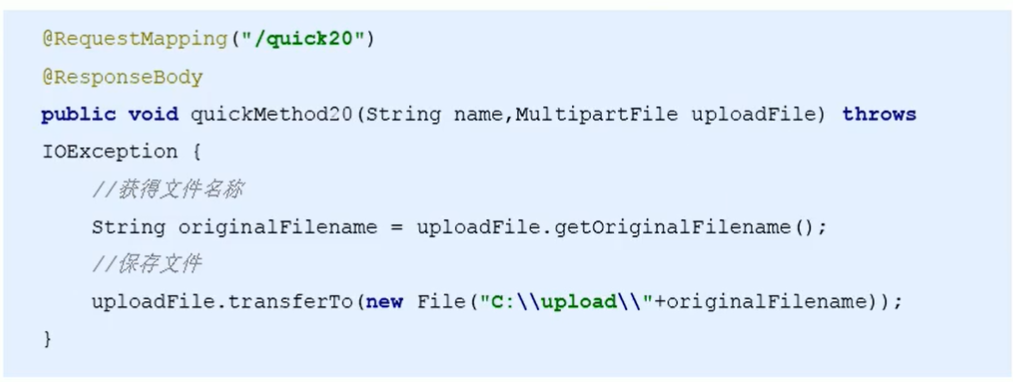 @RequestMapping("/quick20")
@ResponseBody
public void quickMethod20(String name,MultipartFile uploadFile) throws
IOException {
//获得文件名称
String originalFilename = uploadFile.getOriginalFilename();
//保存文件
uploadFile.transferTo(new File("C:\\upload\\"+originalFilename));
}